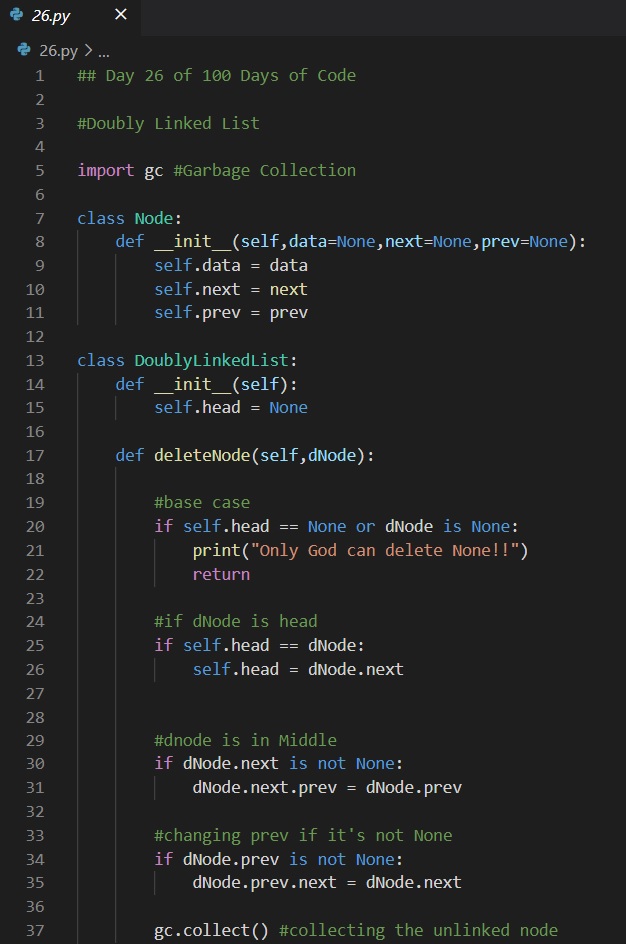 26.py ×
26.py > ...
1 ## Day 26 of 100 Days of Code
2
3 #Doubly Linked List
4
5 import gc #Garbage Collection
6
7 class Node:
8     def __init__(self,data=None,next=None,prev=None):
9         self.data = data
10         self.next = next
11         self.prev = prev
12
13 class DoublyLinkedList:
14     def __init__(self):
15         self.head = None
16
17     def deleteNode(self,dNode):
18
19         #base case
20         if self.head == None or dNode is None:
21             print("Only God can delete None!!")
22             return
23
24         #if dNode is head
25         if self.head == dNode:
26             self.head = dNode.next
27
28
29         #dnode is in Middle
30         if dNode.next is not None:
31             dNode.next.prev = dNode.prev
32
33         #changing prev if it's not None
34         if dNode.prev is not None:
35             dNode.prev.next = dNode.next
36
37         gc.collect() #collecting the unlinked node